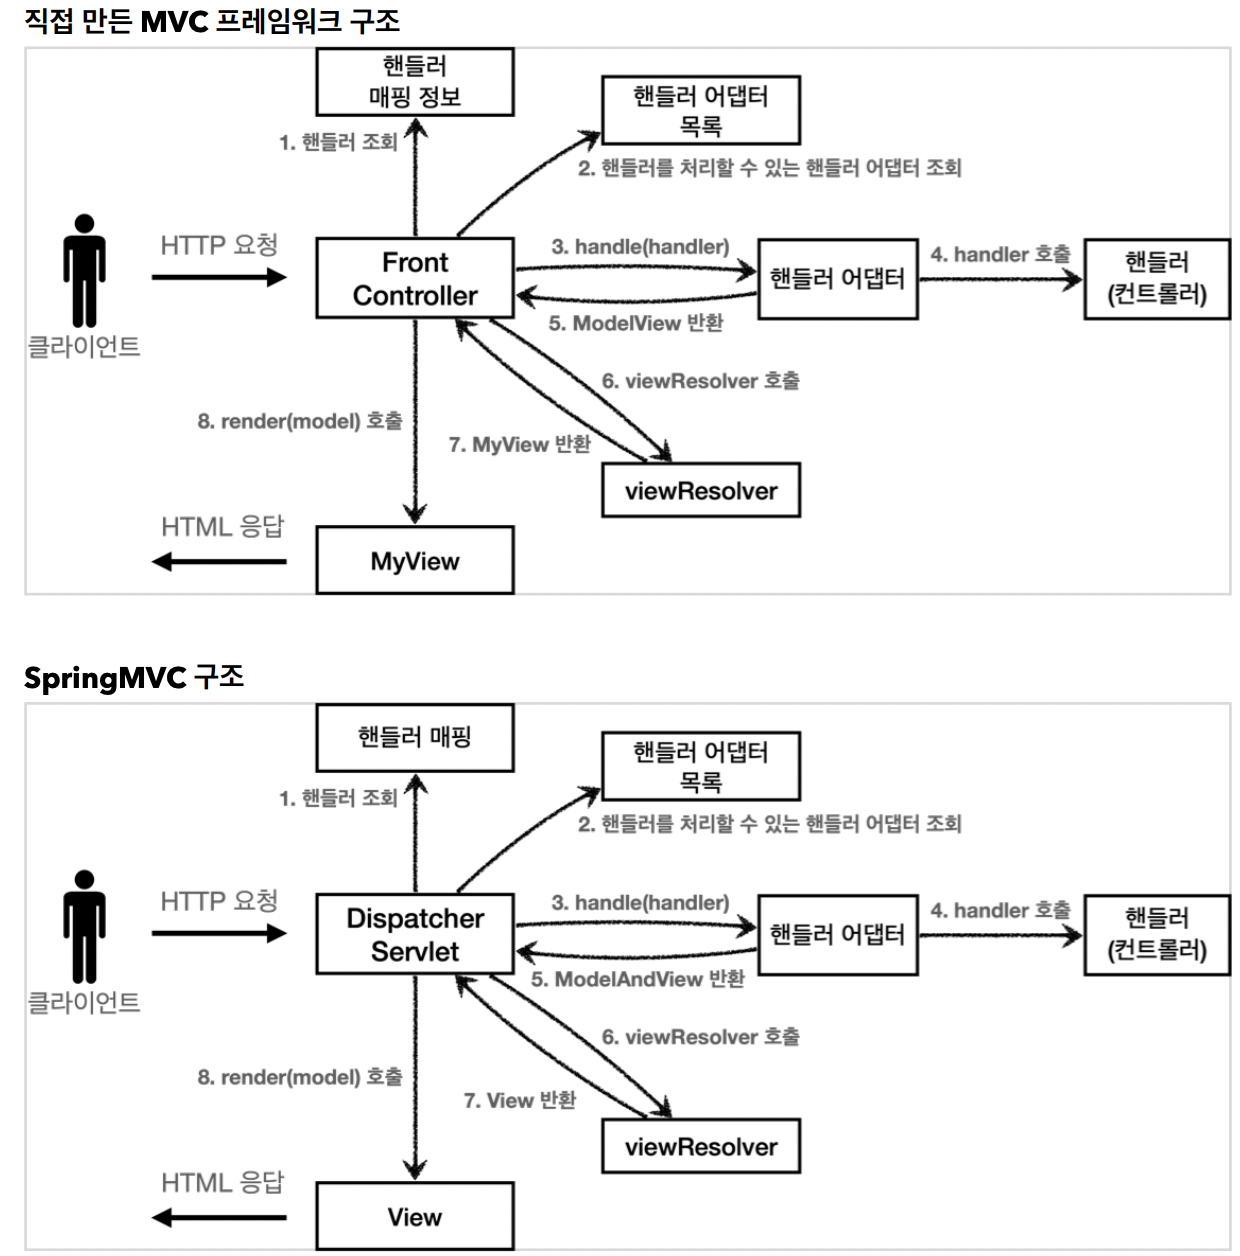 직접 만든 MVC 프레임워크 구조
핸들러
매핑 정보
핸들러 어댑터
목록
1. 핸들러 조회
2. 핸들러를 처리할 수 있는 핸들러 어댑터 조회
HTTP 요청
클라이언트
Front
Controller
3. handle(handler)
핸들러 어댑터
4. handler 호출
핸들러
(컨트롤러)
5. ModelView 반환
6. viewResolver 호출
8. render(model) 호출
7. MyView 반환
viewResolver
HTML 응답
MyView
SpringMVC 구조
핸들러 매핑
핸들러 어댑터
목록
1. 핸들러 조회
2. 핸들러를 처리할 수 있는 핸들러 어댑터 조회
HTTP 요청
클라이언트
Dispatcher
Servlet
3. handle(handler)
핸들러 어댑터
4. handler 호출
핸들러
(컨트롤러)
5. ModelAndView 반환
6. viewResolver 호출
8. render(model) 호출
7. View 반환
viewResolver
HTML 응답
View